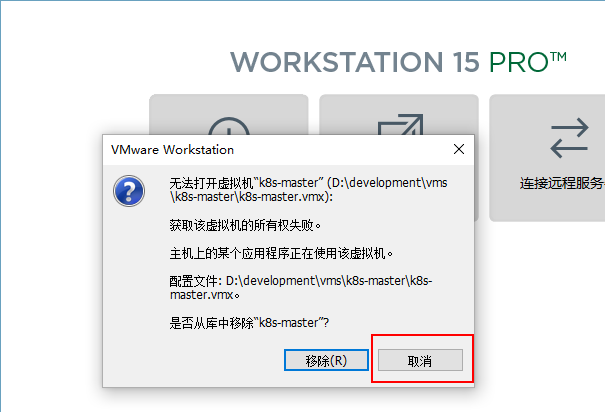 WORKSTATION 15 PRO™
VMware Workstation
连接远程服务
无法打开虚拟机“k8s-master” (D:\development\vms
\k8s-master\k8s-master.vmx):
获取该虚拟机的所有权失败。
主机上的某个应用程序正在使用该虚拟机。
配置文件: D:\development\vms\k8s-master\k8s-
master.vmx。
是否从库中移除“k8s-master”?
移除(R)
取消